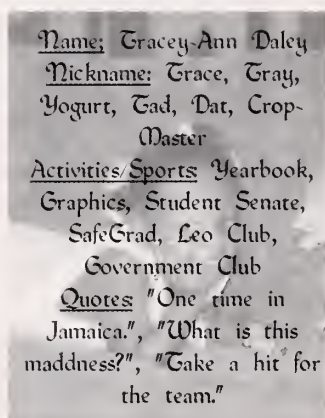 Name: Tracey-Ann Daley
Nickname: Trace, Tray,
Yogurt, Tad, Dat, Crop-
Master
Activities/Sports: Yearbook,
Graphics, Student Senate,
SafeGrad, Leo Club,
Government Club
Quotes: "One time in
Jamaica.", "What is this
maddness?", "Take a hit for
the team."